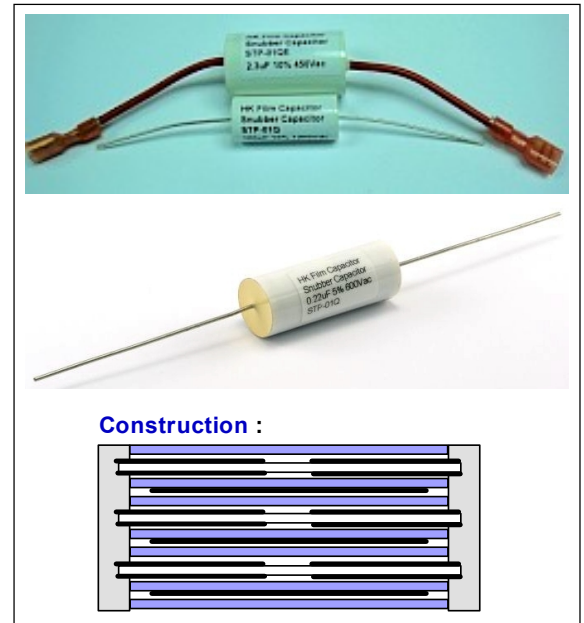 HK Film Capacitor
Snubber Capacitor
STP-01QE
2.3uF 10% 450Vac
HK Film Capacitor
Snubber Capacitor
STP-01Q
HK Film Capacitor
Snubber Capacitor
0.22uF 5% 600Vac
STP-01Q
Construction :